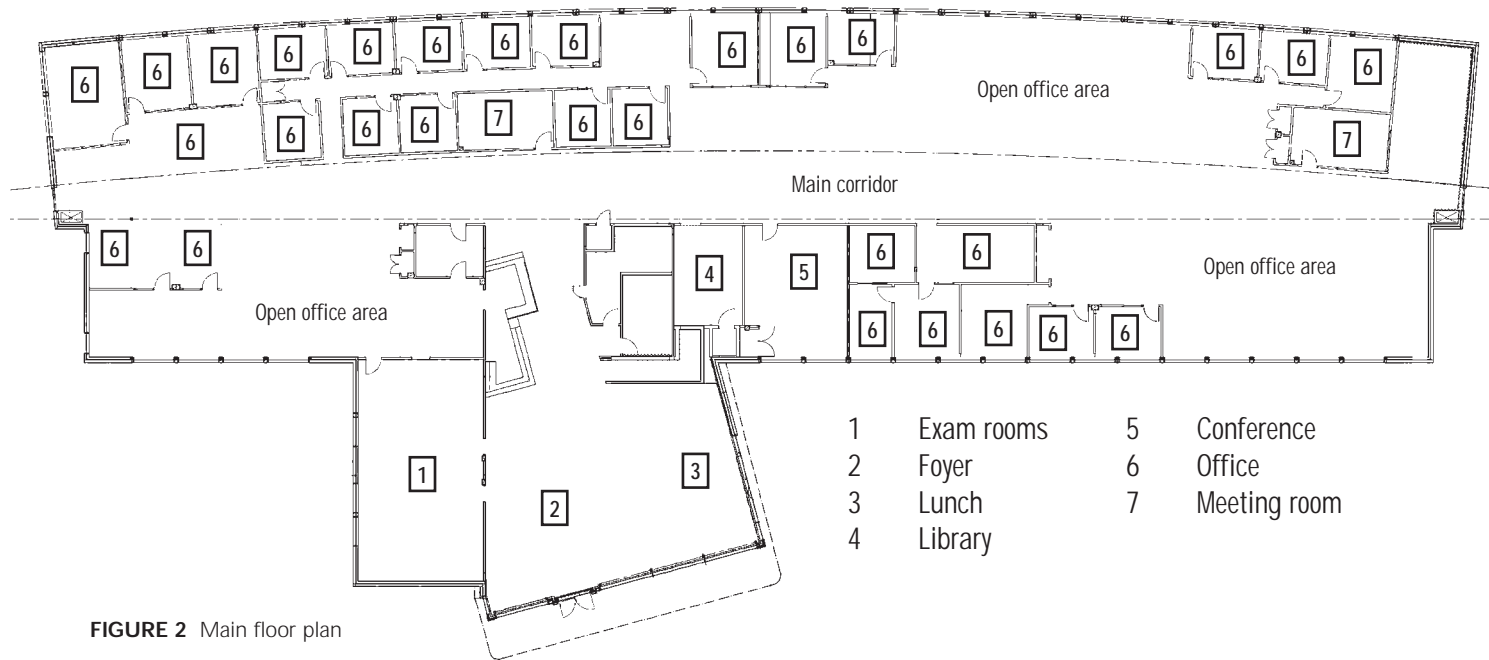 6 6 6 6 6 6 6 6 6 6 6 6 6 6
Open office area
6 6 6 6 7 6 6 7
Main corridor
6 6 4 5 6 6
Open office area
Open office area
6 6 6 6 6
1 Exam rooms 5 Conference
2 Foyer 6 Office
3 Lunch 7 Meeting room
4 Library
1 2 3
FIGURE 2 Main floor plan